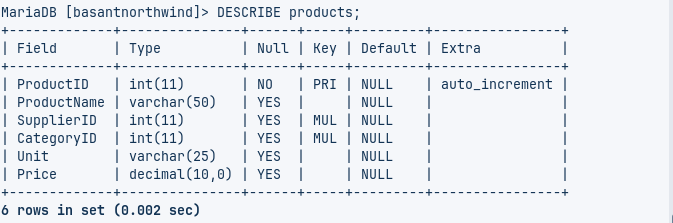 MariaDB [basantnorthwind]> DESCRIBE products;
+-------------+---------------+------+-----+---------+----------------+
| Field       | Type          | Null | Key | Default | Extra          |
+-------------+---------------+------+-----+---------+----------------+
| ProductID   | int(11)       | NO   | PRI | NULL    | auto_increment |
| ProductName | varchar(50)   | YES  |     | NULL    |                |
| SupplierID  | int(11)       | YES  | MUL | NULL    |                |
| CategoryID  | int(11)       | YES  | MUL | NULL    |                |
| Unit        | varchar(25)   | YES  |     | NULL    |                |
| Price       | decimal(10,0) | YES  |     | NULL    |                |
+-------------+---------------+------+-----+---------+----------------+
6 rows in set (0.002 sec)